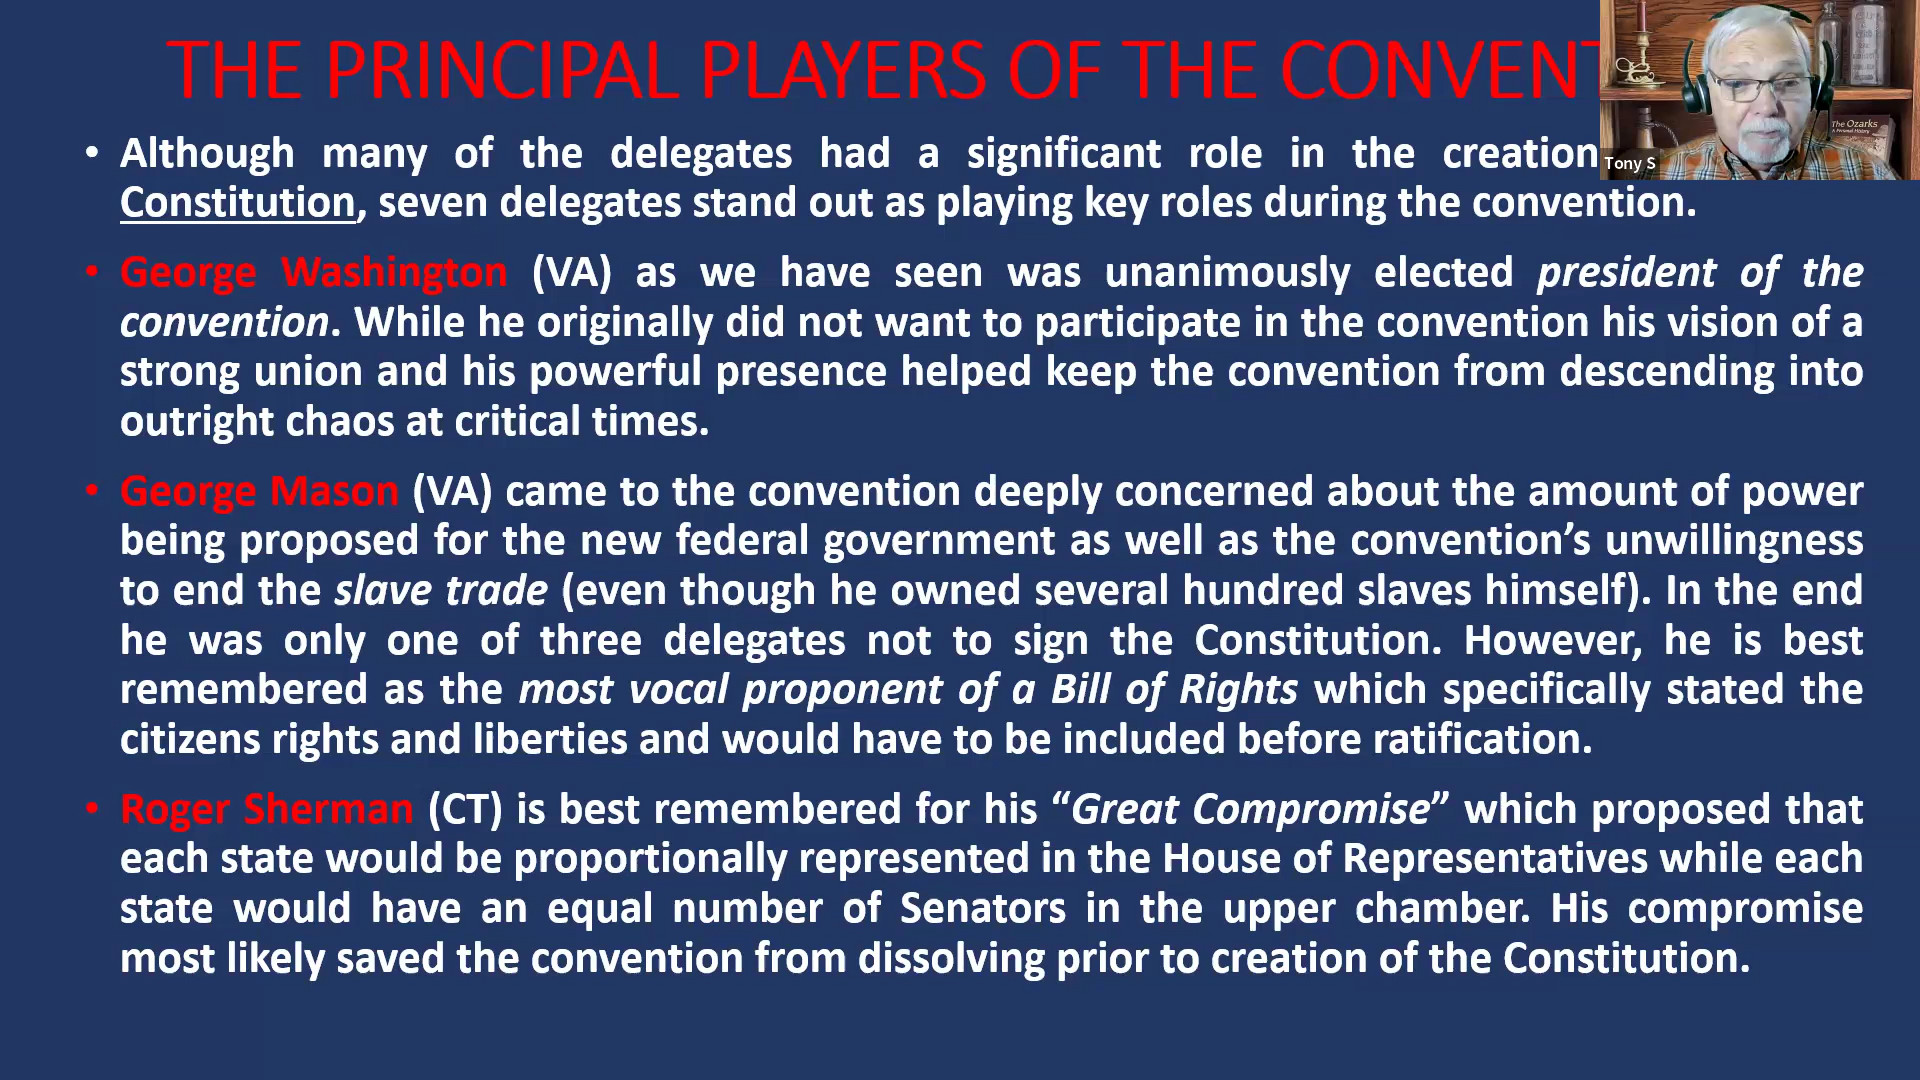 THE PRINCIPAL PLAYERS OF THE CONVENT
• Although many of the delegates had a significant role in the creation
Constitution, seven delegates stand out as playing key roles during the convention.
• George Washington (VA) as we have seen was unanimously elected president of the
convention. While he originally did not want to participate in the convention his vision of a
strong union and his powerful presence helped keep the convention from descending into
outright chaos at critical times.
• George Mason (VA) came to the convention deeply concerned about the amount of power
being proposed for the new federal government as well as the convention’s unwillingness
to end the slave trade (even though he owned several hundred slaves himself). In the end
he was only one of three delegates not to sign the Constitution. However, he is best
remembered as the most vocal proponent of a Bill of Rights which specifically stated the
citizens rights and liberties and would have to be included before ratification.
• Roger Sherman (CT) is best remembered for his “Great Compromise” which proposed that
each state would be proportionally represented in the House of Representatives while each
state would have an equal number of Senators in the upper chamber. His compromise
most likely saved the convention from dissolving prior to creation of the Constitution.
The Ozarks
A Personal History
Tony S